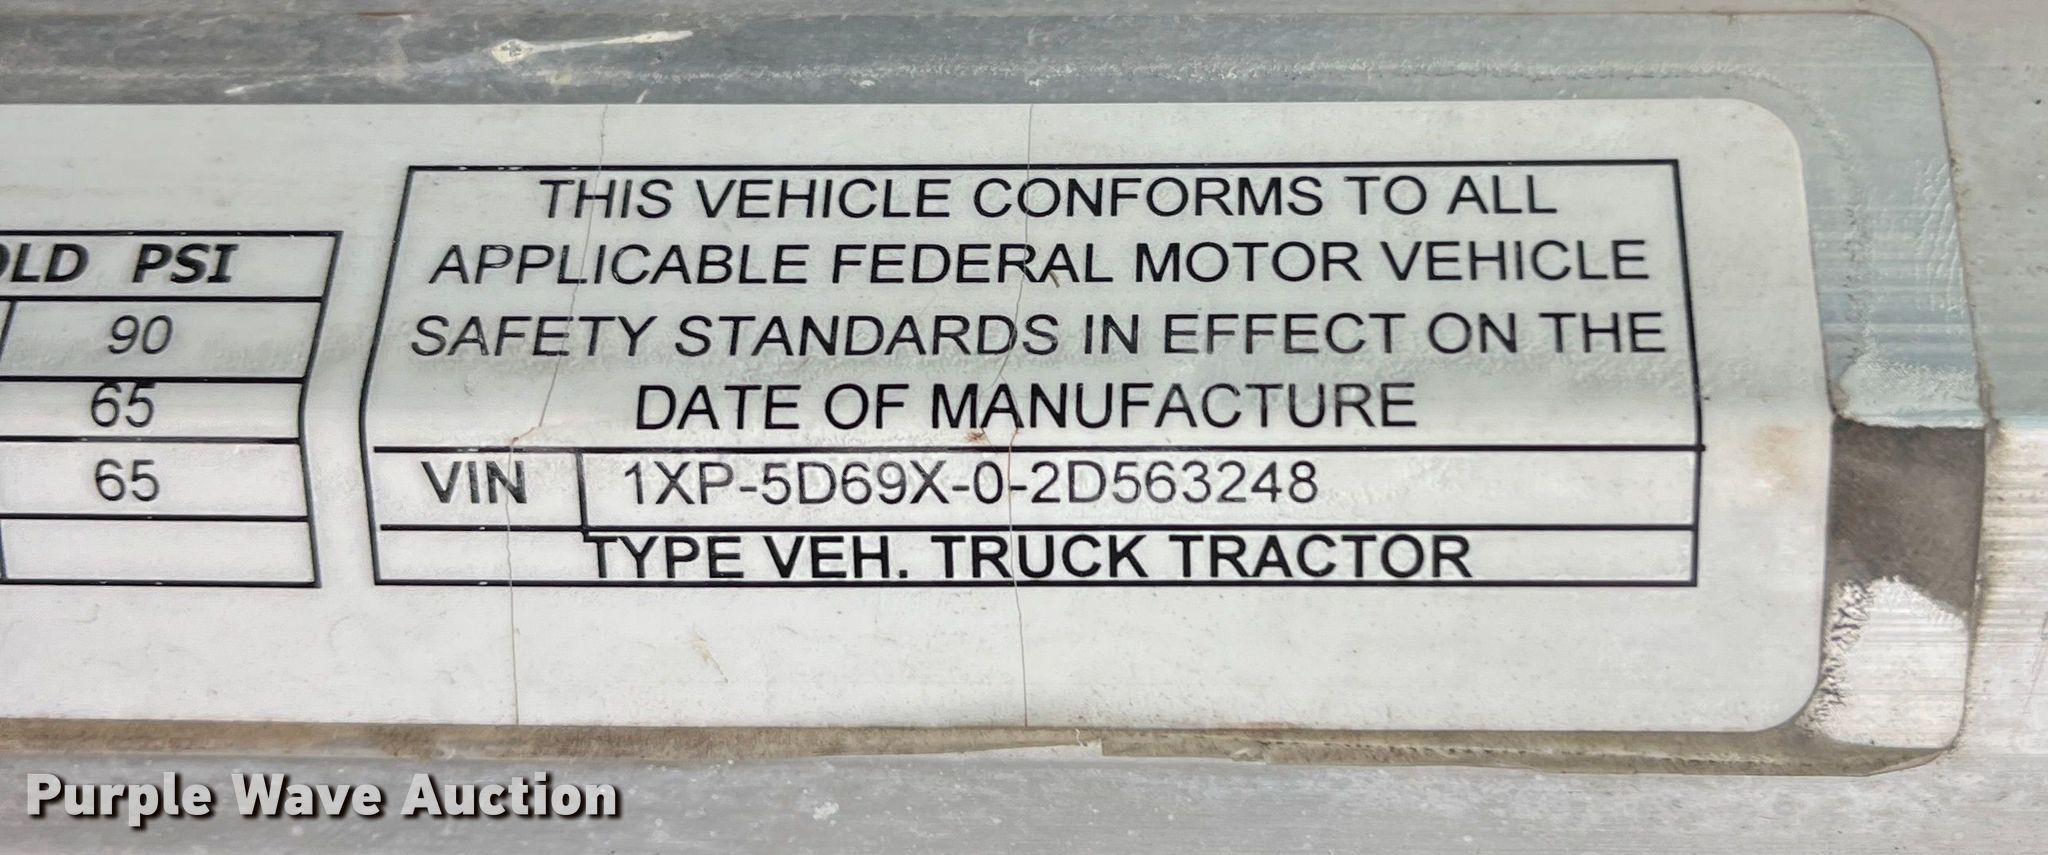 OLD PSI
90
65
65
THIS VEHICLE CONFORMS TO ALL
APPLICABLE FEDERAL MOTOR VEHICLE
SAFETY STANDARDS IN EFFECT ON THE
DATE OF MANUFACTURE
VIN 1XP-5D69X-0-2D563248
TYPE VEH. TRUCK TRACTOR
Purple Wave Auction